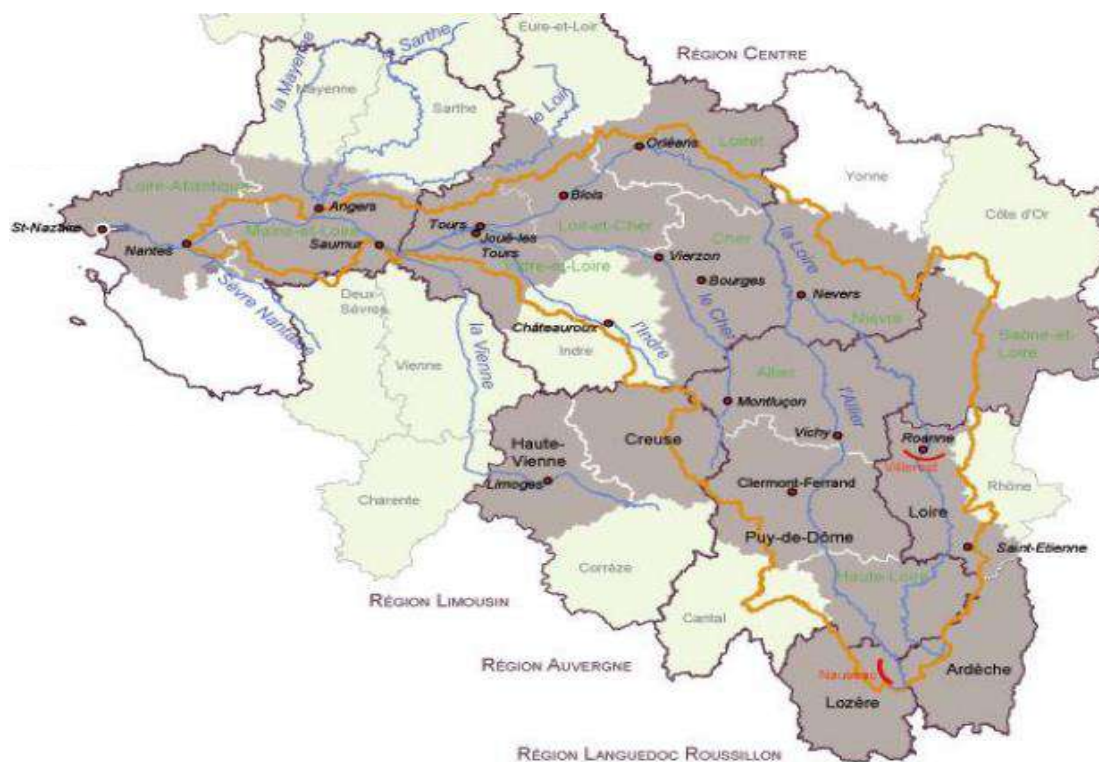 Eure-et-Loir
RÉGION CENTRE
la Sarthe
la Mayenne
Mayenne
Sarthe
le Loir
Orléans
Loiret
Yonne
Côte d'Or
Loire-Atlantique
Angers
Blois
St-Nazaire
Nantes
Maine-et-Loire
Saumur
Tours
Joué-les
Tours
Loir-et-Cher
Cher
la Loire
Vierzon
Indre-et-Loire
Bourges
Nevers
Nièvre
Sèvre Nantaise
Deux-
Sèvres
la Vienne
Châteauroux
l'Indre
Indre
le Cher
Saône-et-
Loire
Vienne
Allier
l'Allier
Montluçon
Vichy
Roanne
Villerest
Haute-
Vienne
Creuse
Limoges
Clermont-Ferrand
Loire
Rhône
Charente
Puy-de-Dôme
Saint-Etienne
Corrèze
Haute-Loire
RÉGION LIMOUSIN
Cantal
RÉGION AUVERGNE
Naussac
Ardèche
Lozère
RÉGION LANGUEDOC ROUSSILLON